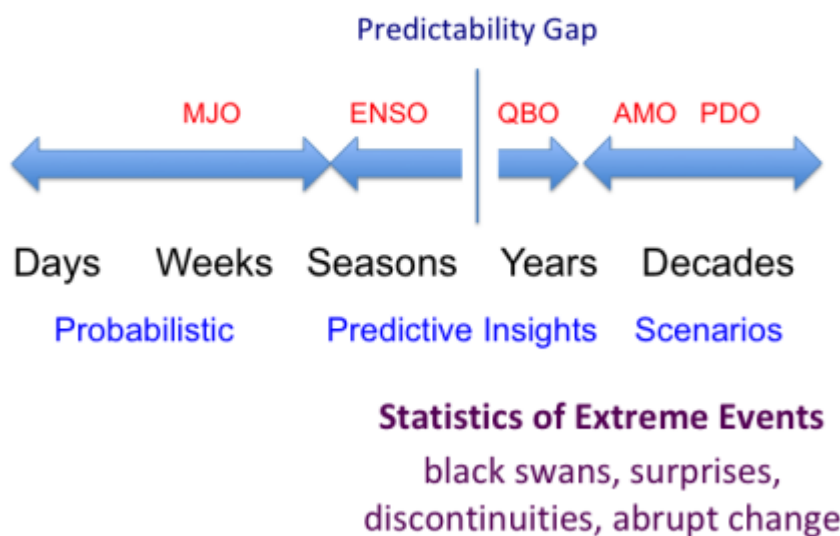 Predictability Gap
MJO ENSO QBO AMO PDO
Days Weeks Seasons Years Decades
Probabilistic Predictive Insights Scenarios
Statistics of Extreme Events
black swans, surprises,
discontinuities, abrupt change